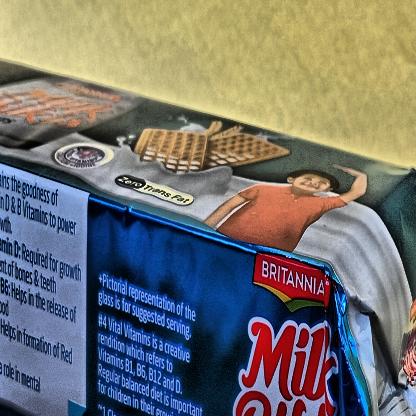 Zero Trans Fat
ins the goodness of
n D & B Vitamins to power
wth.
min D: Required for growth
nt of bones & teeth
B6: Helps in the release of
ood
Helps in formation of Red
a role in mental
*Pictorial representation of the
glass is for suggested serving.
#4 Vital Vitamins is a creative
rendition which refers to
Vitamins B1, B6, B12 and D.
Regular balanced diet is important
to children in their grow
BRITANNIA
Milk